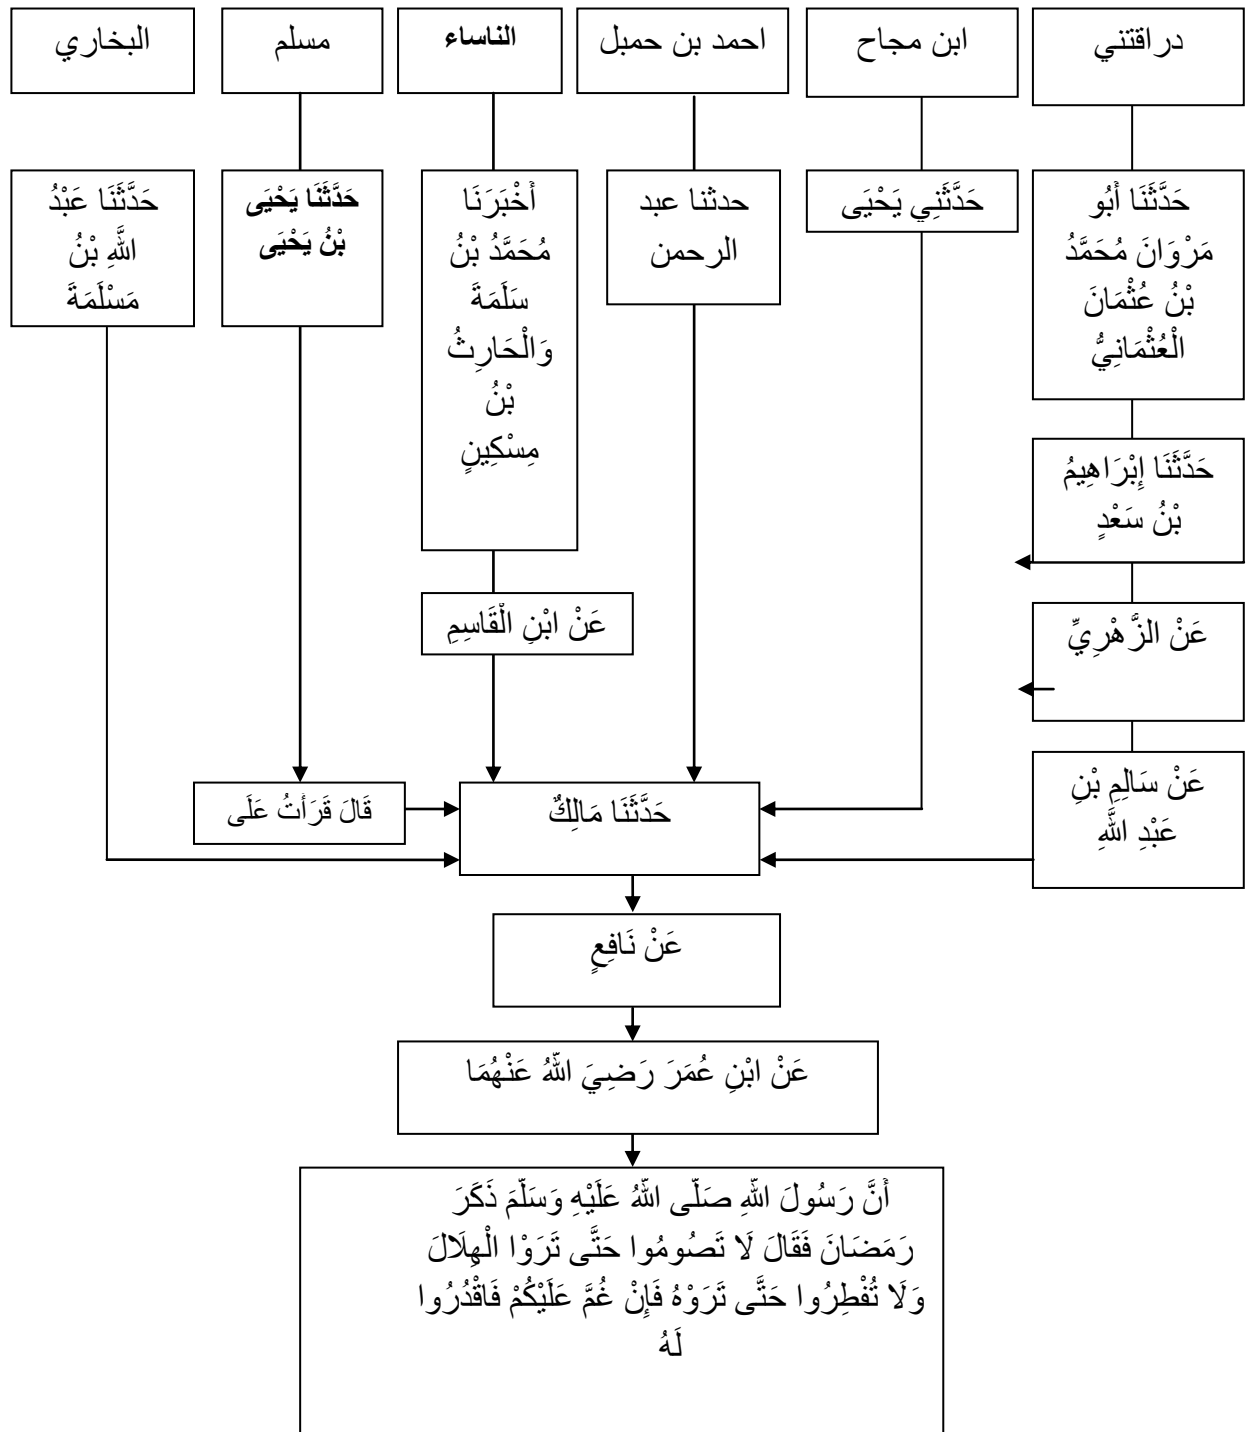 دراقتني
ابن مجاح
احمد بن حمبل
الناساء
مسلم
البخاري
حَدَّثَنَا أَبُو
مَرْوَانَ مُحَمَّدُ
بْنُ عُثْمَانَ
الْعُثْمَانِيُّ
حَدَّثَنِي يَحْيَى
حدثنا عبد
الرحمن
أَخْبَرَنَا
مُحَمَّدُ بْنُ
سَلَمَةَ
وَالْحَارِثُ
بْنُ
مِسْكِينٍ
حَدَّثَنَا يَحْيَى
بْنُ يَحْيَى
حَدَّثَنَا عَبْدُ
اللَّهِ بْنُ
مَسْلَمَةَ
حَدَّثَنَا إِبْرَاهِيمُ
بْنُ سَعْدٍ
عَنْ ابْنِ الْقَاسِمِ
عَنْ الزُّهْرِيِّ
عَنْ سَالِمِ بْنِ
عَبْدِ اللَّهِ
حَدَّثَنَا مَالِكٌ
قَالَ قَرَأْتُ عَلَى
عَنْ نَافِعٍ
عَنْ ابْنِ عُمَرَ رَضِيَ اللَّهُ عَنْهُمَا
أَنَّ رَسُولَ اللَّهِ صَلَّى اللَّهُ عَلَيْهِ وَسَلَّمَ ذَكَرَ
رَمَضَانَ فَقَالَ لَا تَصُومُوا حَتَّى تَرَوْا الْهِلَالَ
وَلَا تُفْطِرُوا حَتَّى تَرَوْهُ فَإِنْ غُمَّ عَلَيْكُمْ فَاقْدُرُوا
لَهُ